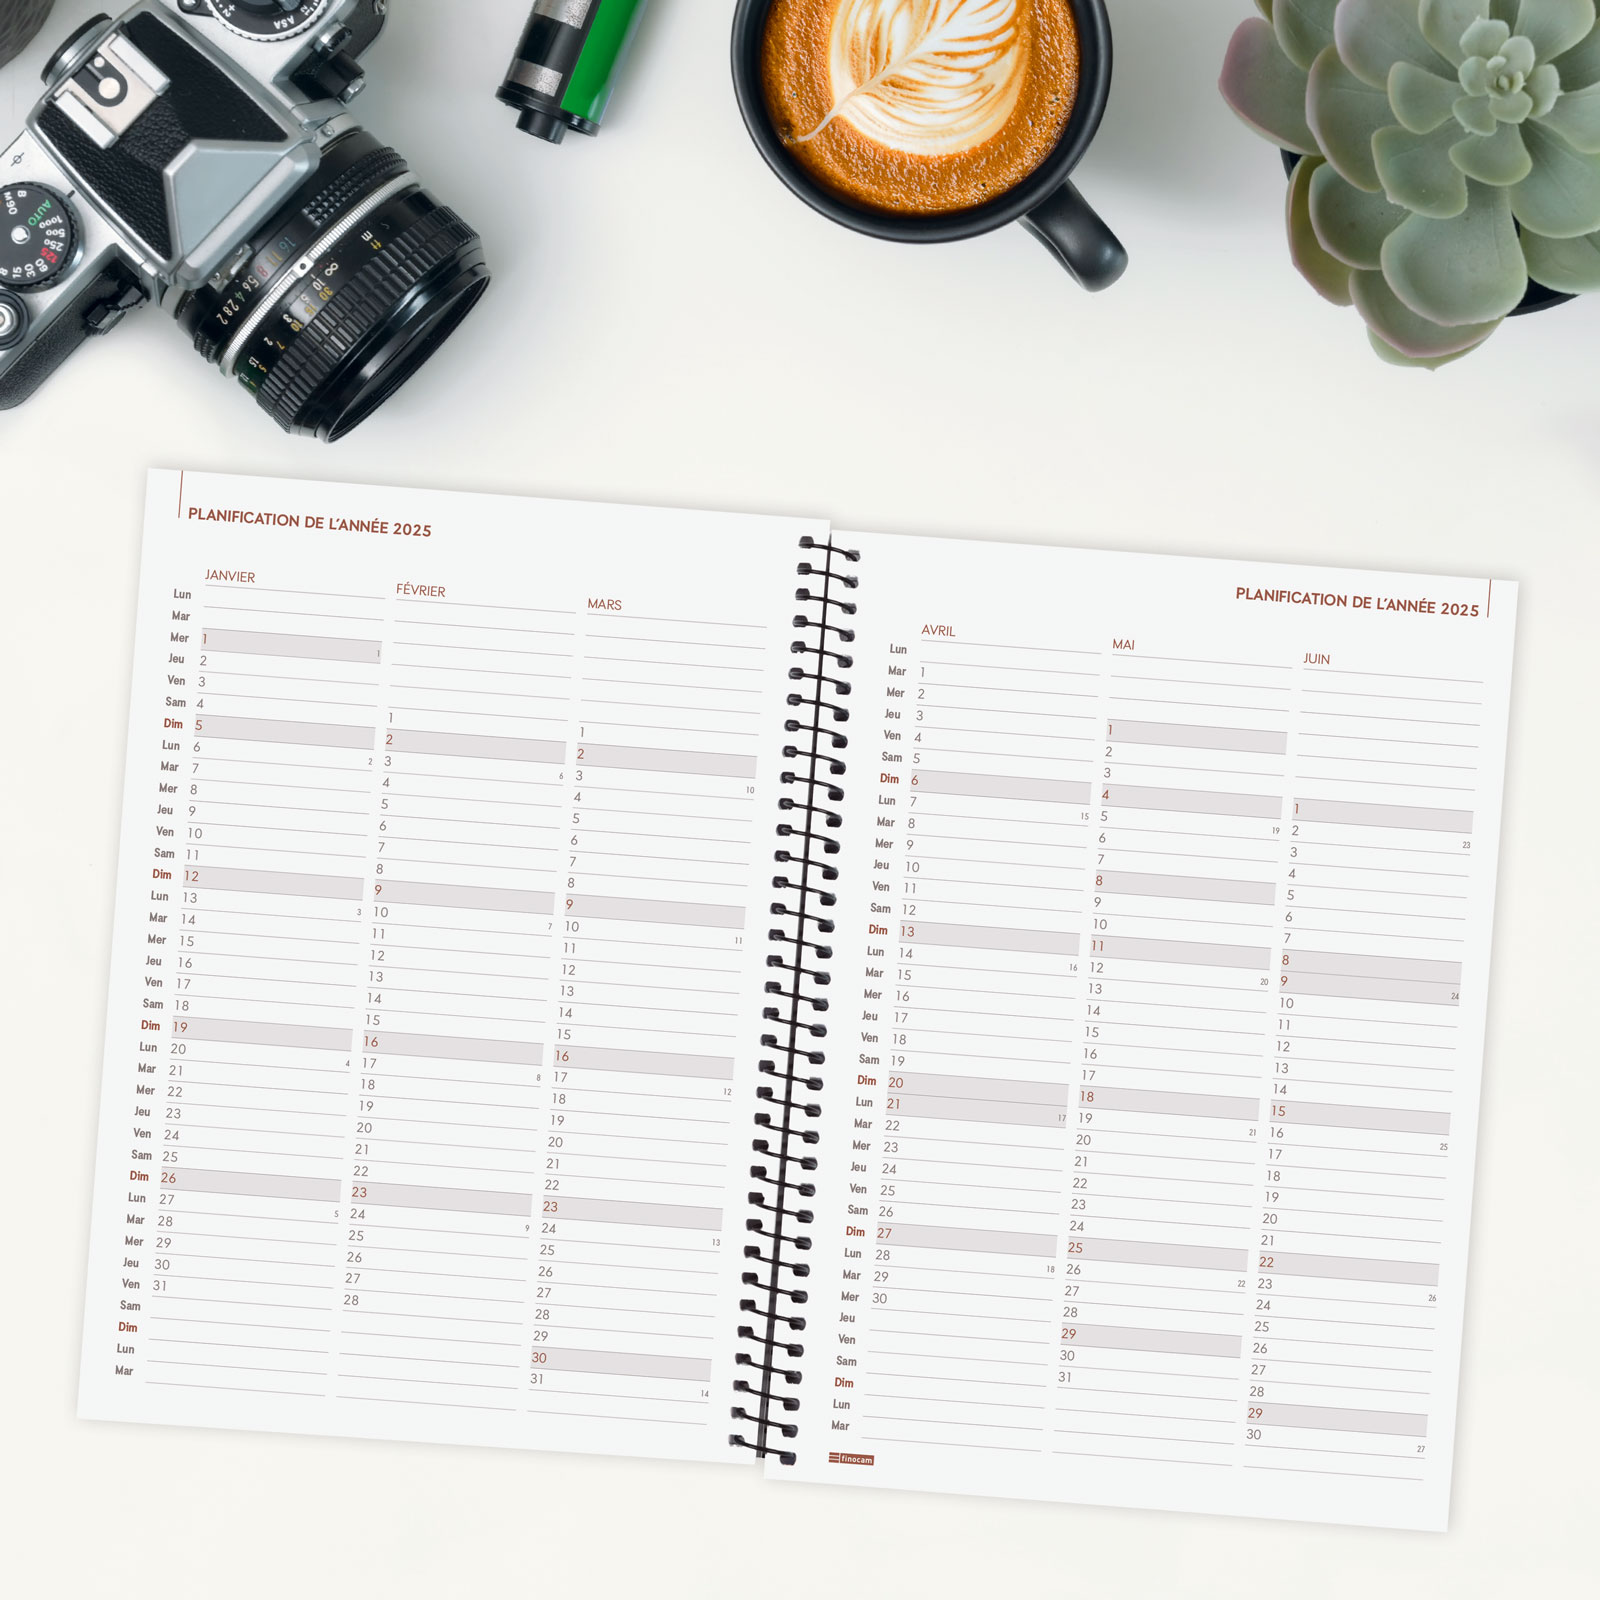 ASA
AUTO
1000
250
125
60
30
15
8
PLANIFICATION DE L'ANNÉE 2025
JANVIER FÉVRIER MARS
Lun
Mar
Mer 1 1
Jeu 2
Ven 3
Sam 4 1 1
Dim 5 2 2
Lun 6 2 3 6 3 10
Mar 7 4 4
Mer 8 5 5
Jeu 9 6 6
Ven 10 7 7
Sam 11 8 8
Dim 12 9 9
Lun 13 3 10 7 10 11
Mar 14 11 11
Mer 15 12 12
Jeu 16 13 13
Ven 17 14 14
Sam 18 15 15
Dim 19 16 16
Lun 20 4 17 8 17 12
Mar 21 18 18
Mer 22 19 19
Jeu 23 20 20
Ven 24 21 21
Sam 25 22 22
Dim 26 23 23
Lun 27 5 24 9 24 13
Mar 28 25 25
Mer 29 26 26
Jeu 30 27 27
Ven 31 28 28
Sam 29
Dim 30
Lun 31 14
Mar
PLANIFICATION DE L'ANNÉE 2025
AVRIL MAI JUIN
Lun
Mar 1
Mer 2
Jeu 3 1
Ven 4 2
Sam 5 3
Dim 6 4 1
Lun 7 15 5 19 2 23
Mar 8 6 3
Mer 9 7 4
Jeu 10 8 5
Ven 11 9 6
Sam 12 10 7
Dim 13 11 8
Lun 14 16 12 20 9 24
Mar 15 13 10
Mer 16 14 11
Jeu 17 15 12
Ven 18 16 13
Sam 19 17 14
Dim 20 18 15
Lun 21 17 19 21 16 25
Mar 22 20 17
Mer 23 21 18
Jeu 24 22 19
Ven 25 23 20
Sam 26 24 21
Dim 27 25 22
Lun 28 18 26 22 23 26
Mar 29 27 24
Mer 30 28 25
Jeu 29 26
Ven 30 27
Sam 31 28
Dim 29
Lun 30 27
Mar
finocam